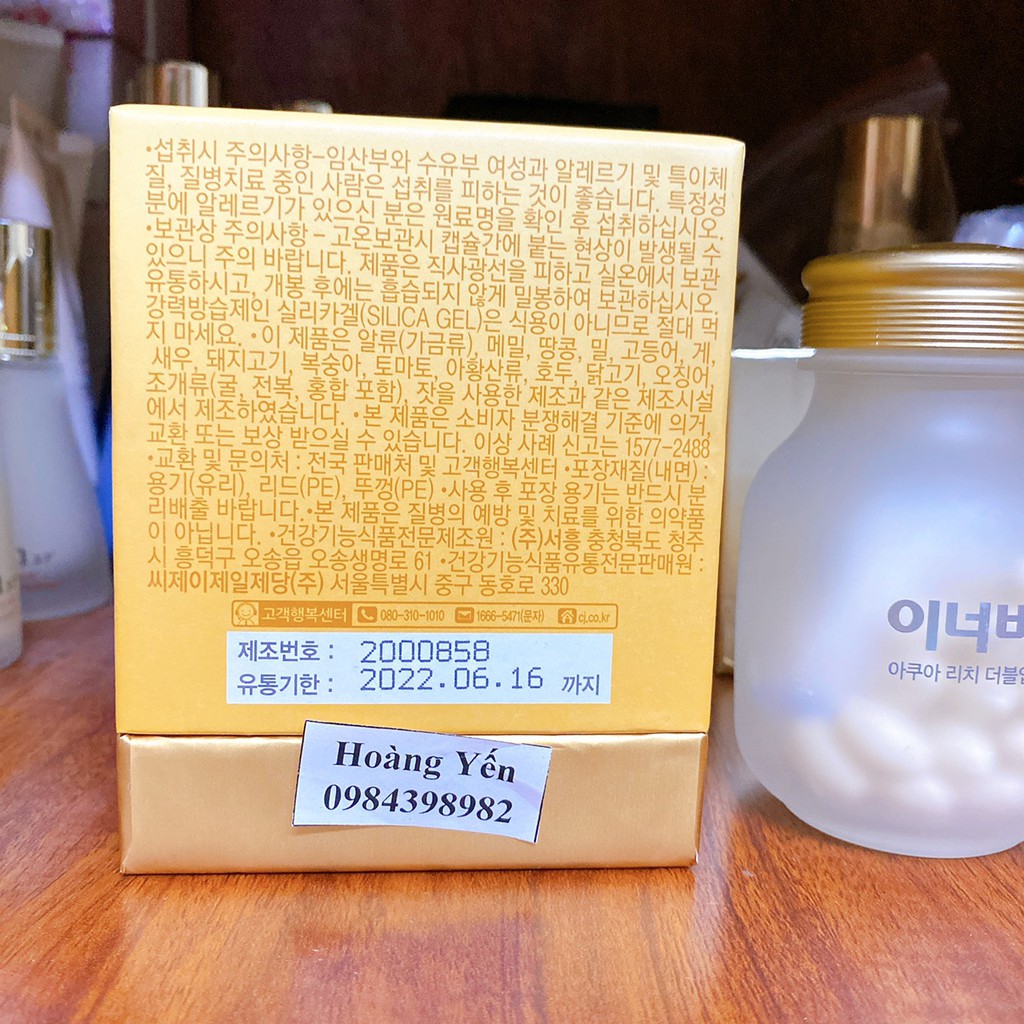 •섭취시 주의사항-임산부와 수유부 여성과 알레르기 및 특이체
질, 질병치료 중인 사람은 섭취를 피하는 것이 좋습니다. 특정성
분에 알레르기가 있으신 분은 원료명을 확인 후 섭취하십시오.
•보관상 주의사항 - 고온보관시 캡슐간에 붙는 현상이 발생될 수
있으니 주의 바랍니다. 제품은 직사광선을 피하고 실온에서 보관
유통하시고, 개봉 후에는 흡습되지 않게 밀봉하여 보관하십시오.
강력방습제인 실리카겔(SILICA GEL)은 식용이 아니므로 절대 먹
지 마세요. •이 제품은 알류(가금류), 메밀, 땅콩, 밀, 고등어, 게,
새우, 돼지고기, 복숭아, 토마토, 아황산류, 호두, 닭고기, 오징어,
조개류(굴, 전복, 홍합 포함), 잣을 사용한 제조과 같은 제조시설
에서 제조하였습니다. •본 제품은 소비자 분쟁해결 기준에 의거,
교환 또는 보상 받으실 수 있습니다. 이상 사례 신고는 1577-2488
•교환 및 문의처 : 전국 판매처 및 고객행복센터 •포장재질(내면) :
용기(유리), 리드(PE), 뚜껑(PE) •사용 후 포장 용기는 반드시 분
리배출 바랍니다. •본 제품은 질병의 예방 및 치료를 위한 의약품
이 아닙니다. •건강기능식품전문제조원 : (주)서흥 충청북도 청주
시 흥덕구 오송읍 오송생명로 61 •건강기능식품유통전문판매원 :
씨제이제일제당(주) 서울특별시 중구 동호로 330
고객행복센터 080-310-1010 1666-5471(문자) cj.co.kr
제조번호 : 2000858
유통기한 : 2022.06.16 까지
Hoàng Yến
0984398982
이너비
아쿠아 리치 더블업